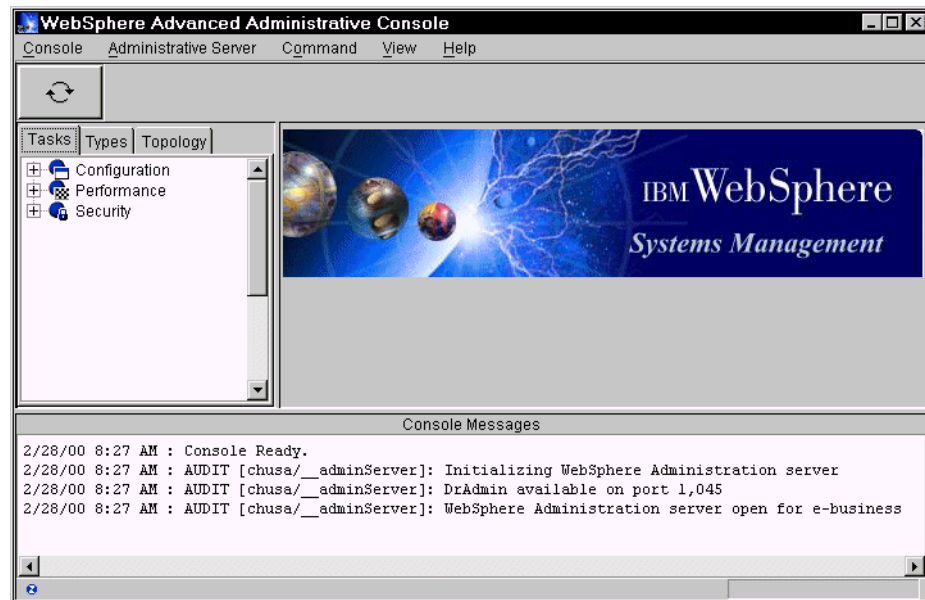 WebSphere Advanced Administrative Console
Console Administrative Server Command View Help
Tasks Types Topology
Configuration
Performance
Security
IBM WebSphere
Systems Management
Console Messages
2/28/00 8:27 AM : Console Ready.
2/28/00 8:27 AM : AUDIT [chusa/__adminServer]: Initializing WebSphere Administration server
2/28/00 8:27 AM : AUDIT [chusa/__adminServer]: DrAdmin available on port 1,045
2/28/00 8:27 AM : AUDIT [chusa/__adminServer]: WebSphere Administration server open for e-business